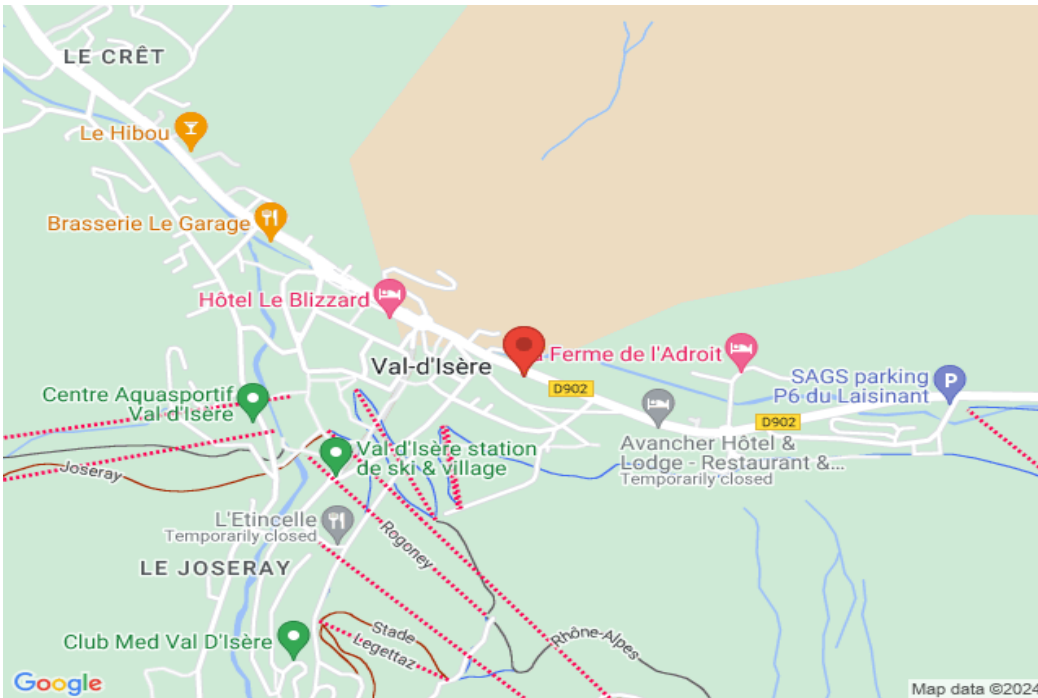 LE CRÊT
Le Hibou
Brasserie Le Garage
Hôtel Le Blizzard
Val-d'Isère
Ferme de l'Adroit
D902
SAGS parking
P6 du Laisinant
P
D902
Centre Aquasportif
Val d'Isère
Avancher Hôtel &
Lodge - Restaurant &...
Temporarily closed
Val d'Isère station
de ski & village
Joseray
L'Etincelle
Temporarily closed
Rogoney
LE JOSERAY
Stade
Legettaz
Rhône-Alpes
Club Med Val D'Isère
Google
Map data ©2024